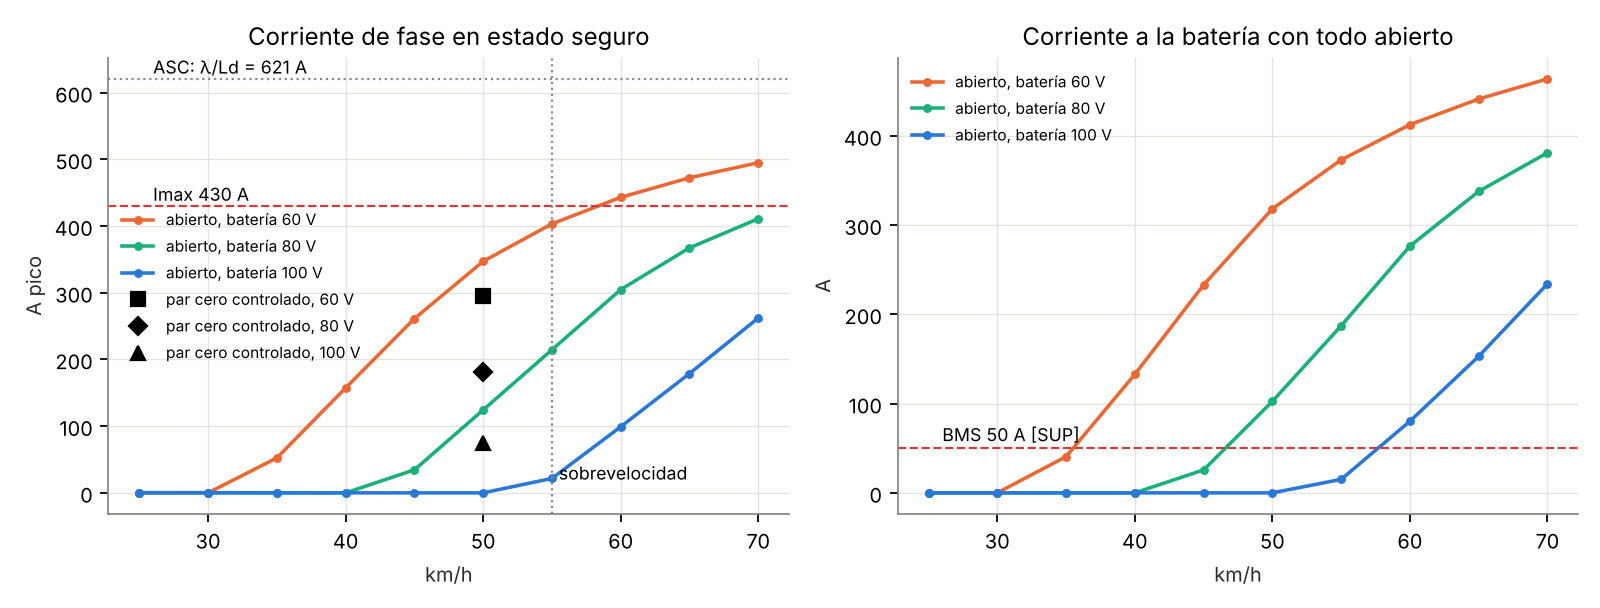 Corriente de fase en estado seguro
ASC: λ/Ld = 621 A
Imax 430 A
abierto, batería 60 V
abierto, batería 80 V
abierto, batería 100 V
par cero controlado, 60 V
par cero controlado, 80 V
par cero controlado, 100 V
sobrevelocidad
A pico
600
500
400
300
200
100
0
30 40 50 60 70
km/h
Corriente a la batería con todo abierto
abierto, batería 60 V
abierto, batería 80 V
abierto, batería 100 V
BMS 50 A [SUP]
A
400
300
200
100
0
30 40 50 60 70
km/h